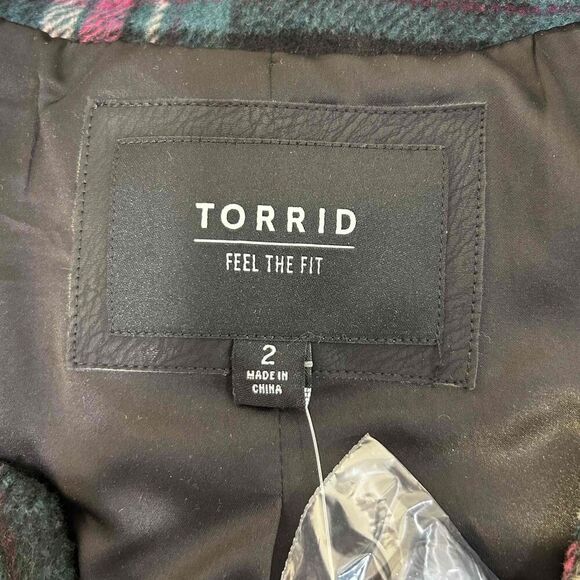 TORRID
FEEL THE FIT
2
MADE IN
CHINA